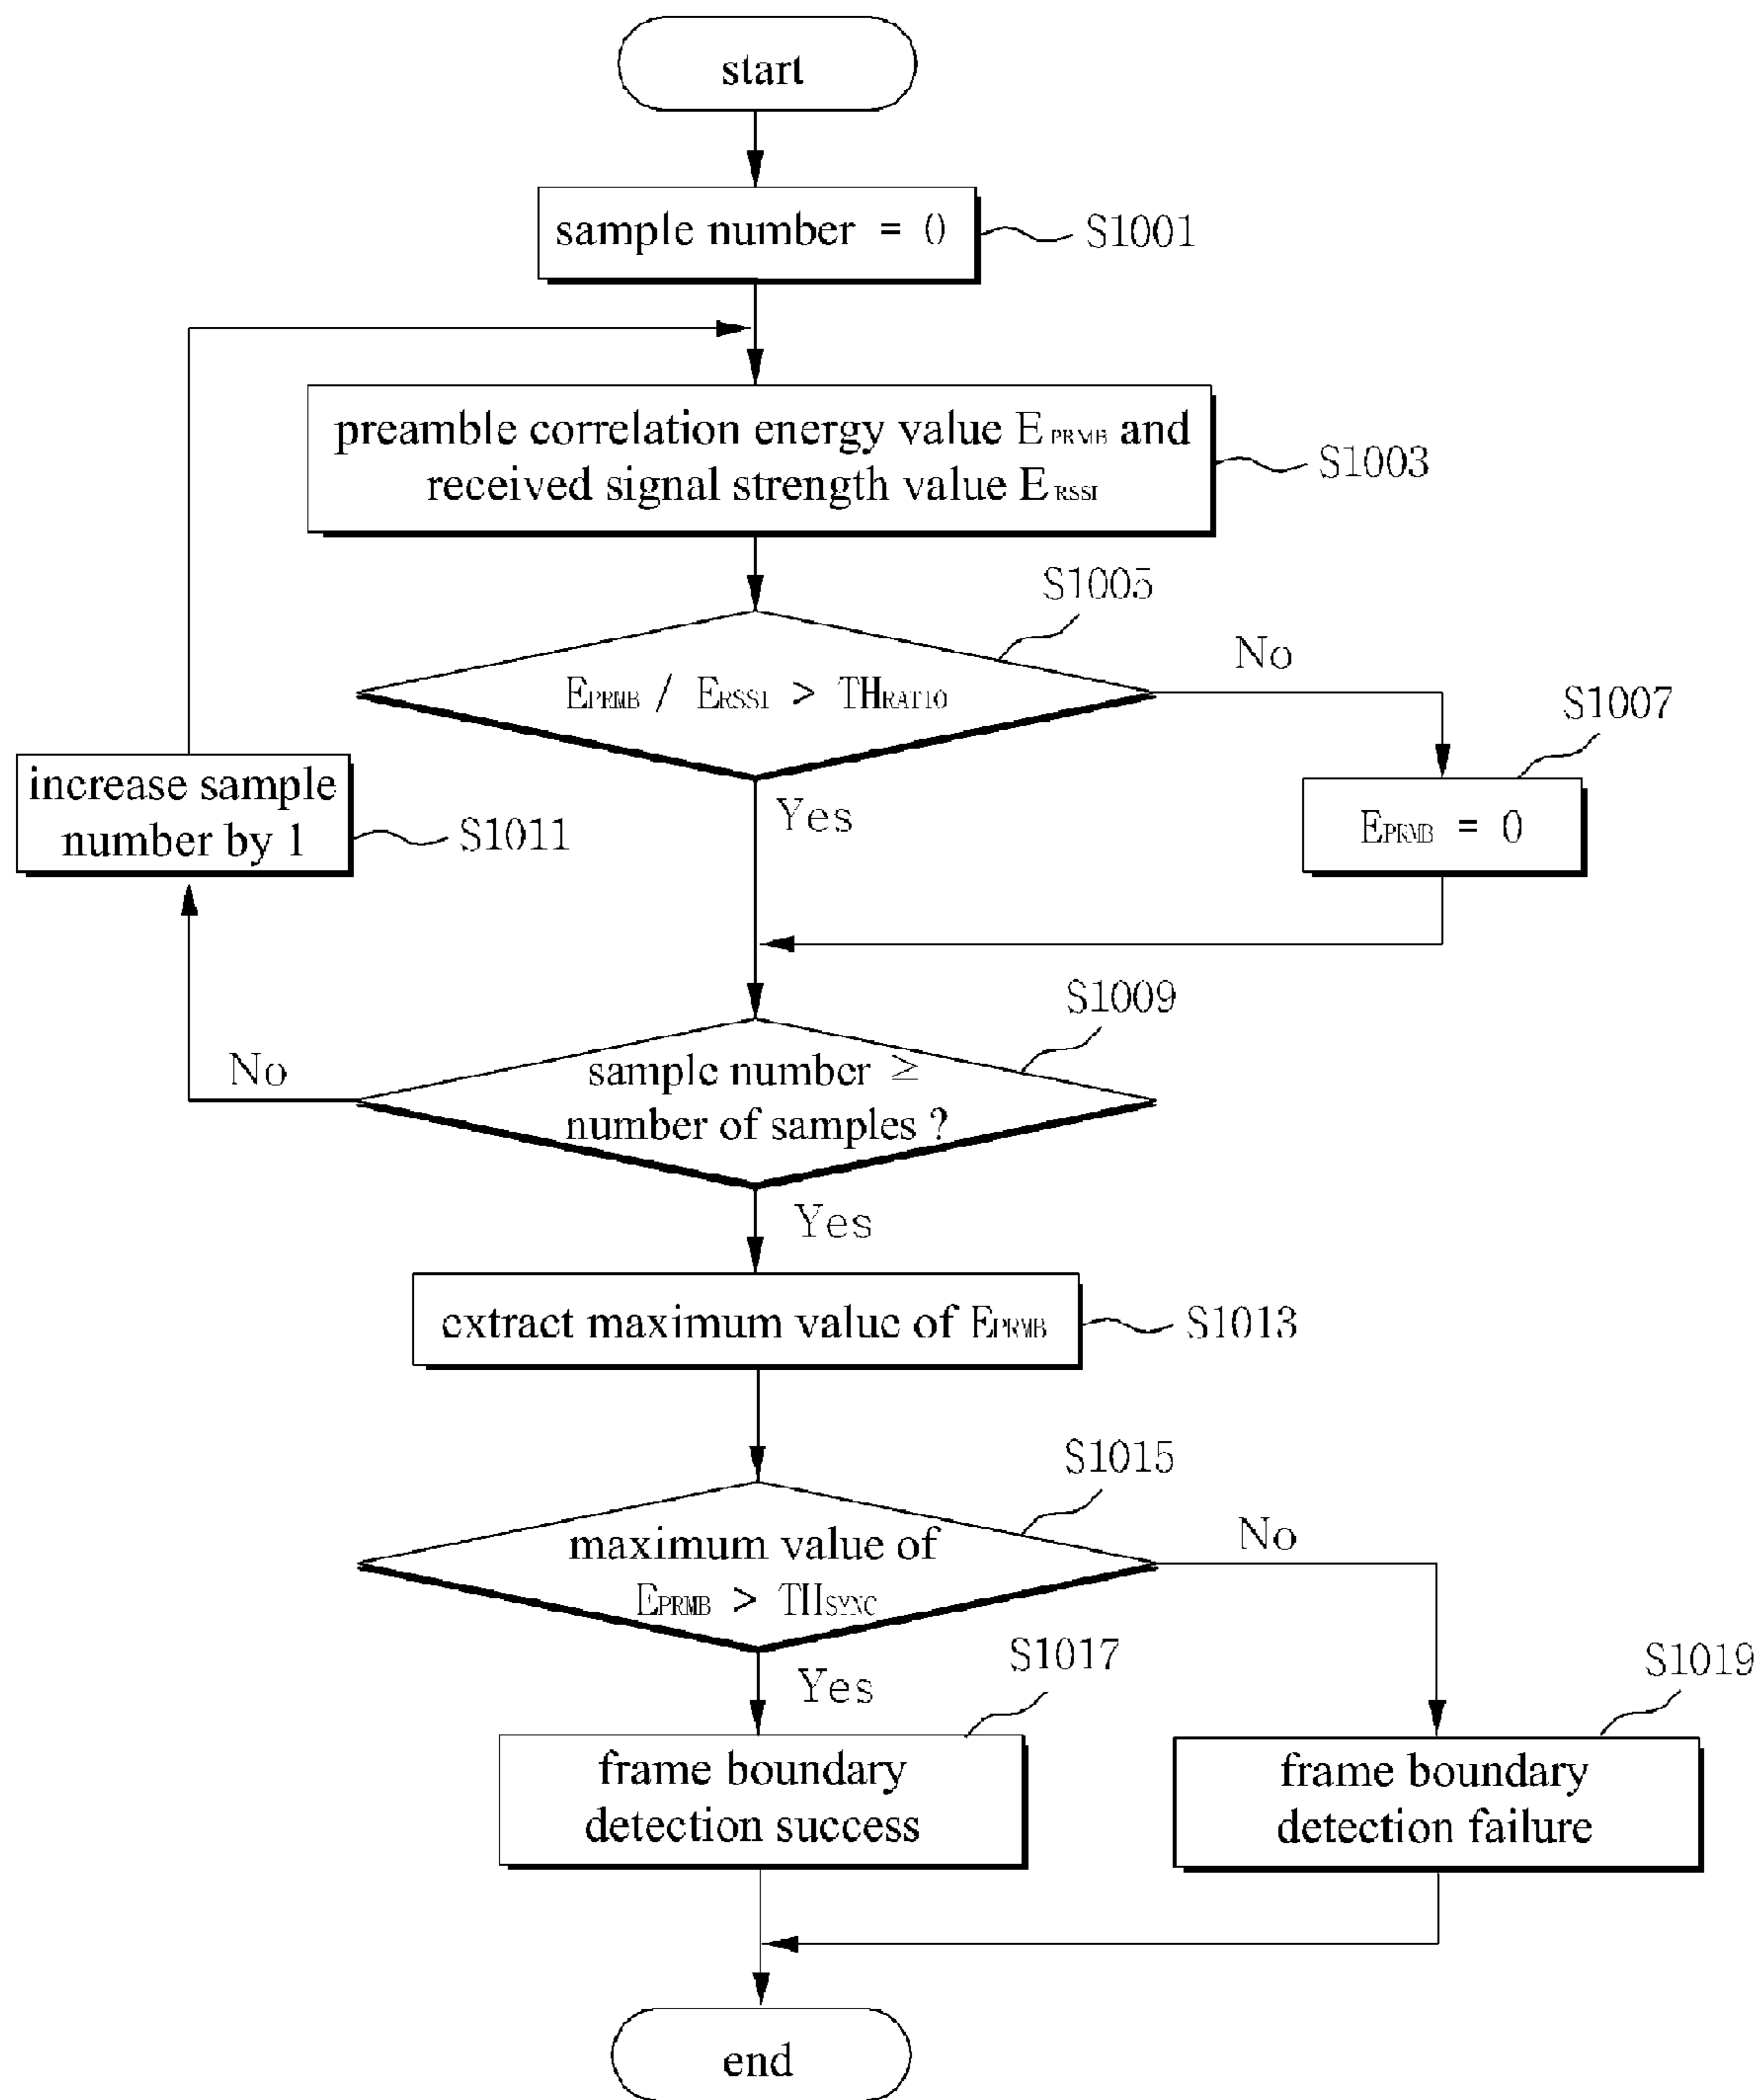 start
sample number = 0
S1001
preamble correlation energy value EPRMB and
received signal strength value ERSSI
S1003
S1005
EPRMB / ERSSI > THRATIO
No
S1007
EPRMB = 0
Yes
increase sample
number by 1
S1011
S1009
sample number ≥
number of samples ?
No
Yes
extract maximum value of EPRMB
S1013
S1015
maximum value of
EPRMB > THSYNC
No
Yes
S1017
frame boundary
detection success
S1019
frame boundary
detection failure
end